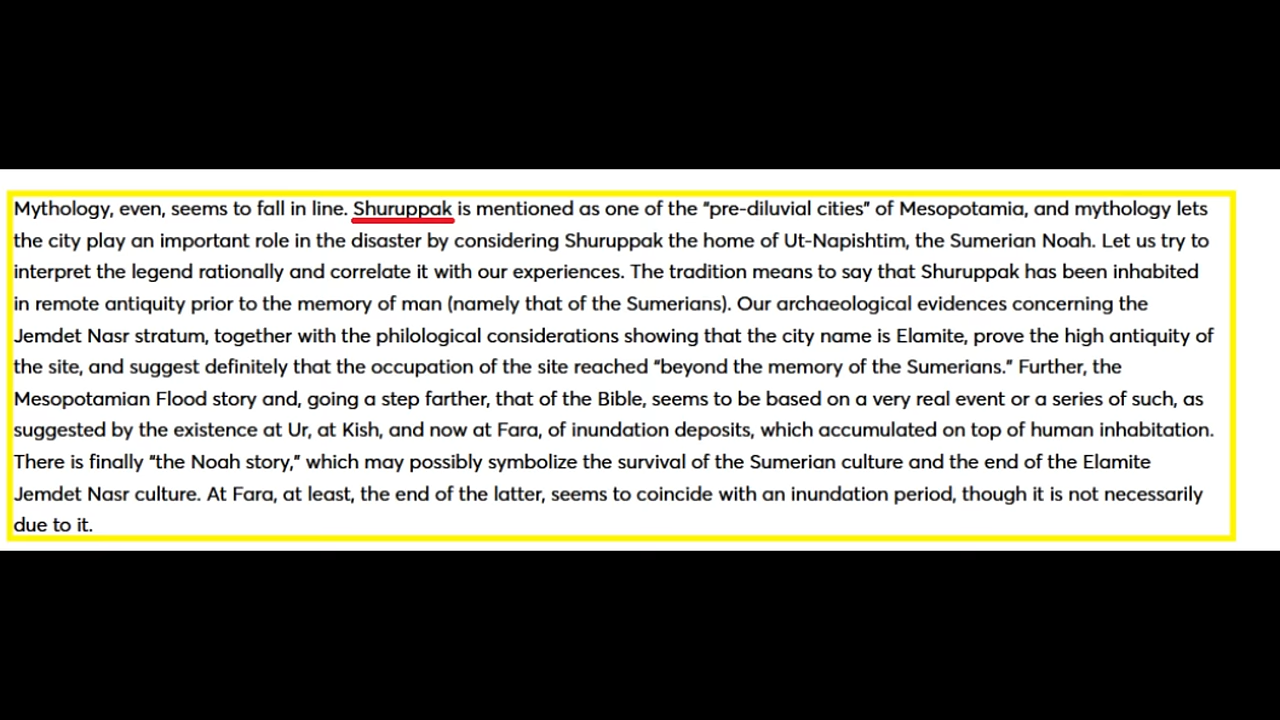 Mythology, even, seems to fall in line. Shuruppak is mentioned as one of the "pre-diluvial cities" of Mesopotamia, and mythology lets
the city play an important role in the disaster by considering Shuruppak the home of Ut-Napishtim, the Sumerian Noah. Let us try to
interpret the legend rationally and correlate it with our experiences. The tradition means to say that Shuruppak has been inhabited
in remote antiquity prior to the memory of man (namely that of the Sumerians). Our archaeological evidences concerning the
Jemdet Nasr stratum, together with the philological considerations showing that the city name is Elamite, prove the high antiquity of
the site, and suggest definitely that the occupation of the site reached "beyond the memory of the Sumerians." Further, the
Mesopotamian Flood story and, going a step farther, that of the Bible, seems to be based on a very real event or a series of such, as
suggested by the existence at Ur, at Kish, and now at Fara, of inundation deposits, which accumulated on top of human inhabitation.
There is finally "the Noah story," which may possibly symbolize the survival of the Sumerian culture and the end of the Elamite
Jemdet Nasr culture. At Fara, at least, the end of the latter, seems to coincide with an inundation period, though it is not necessarily
due to it.